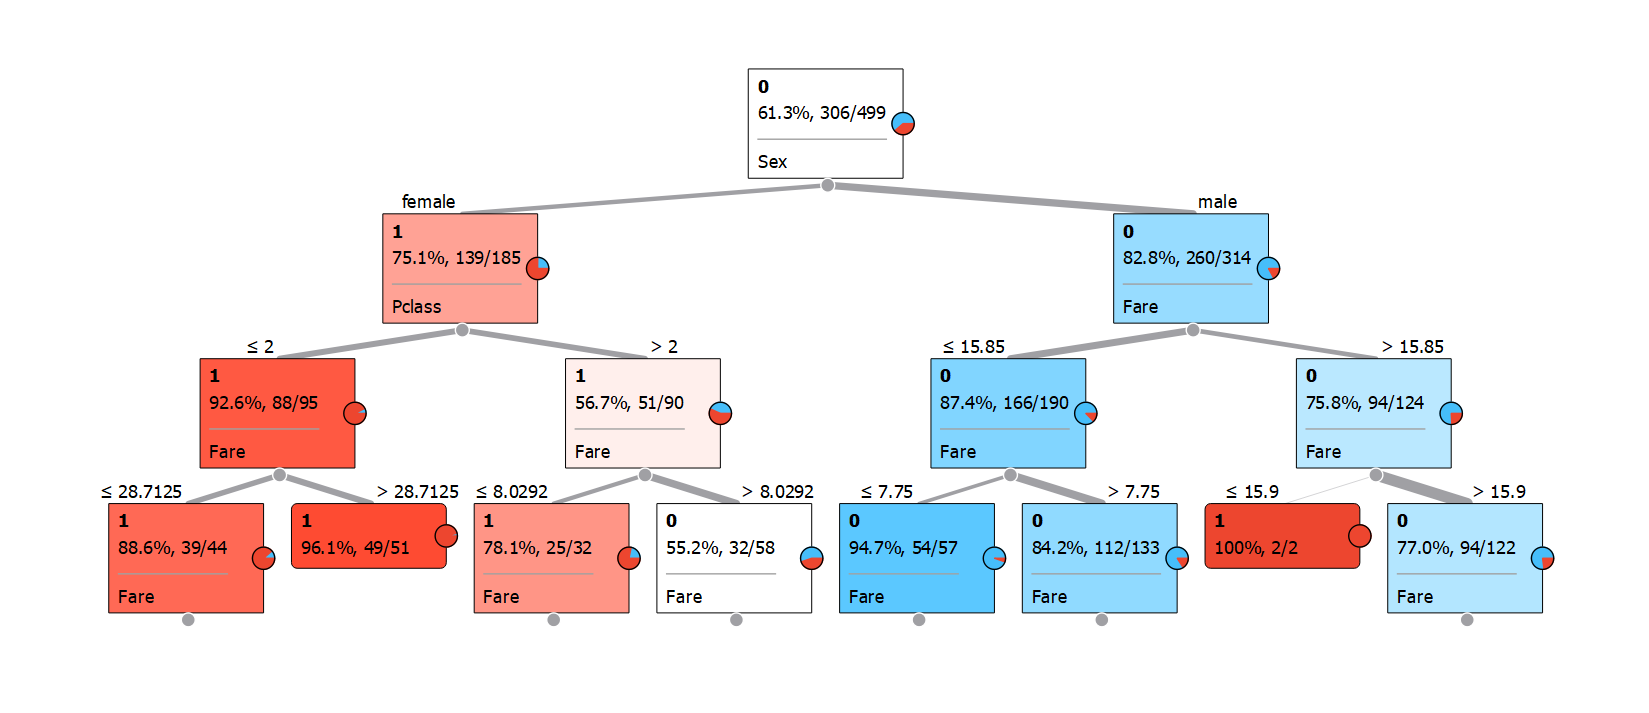 0
61.3%, 306/499
Sex
female
male
1
75.1%, 139/185
Pclass
0
82.8%, 260/314
Fare
≤ 2
> 2
≤ 15.85
> 15.85
1
92.6%, 88/95
Fare
1
56.7%, 51/90
Fare
0
87.4%, 166/190
Fare
0
75.8%, 94/124
Fare
≤ 28.7125
> 28.7125
≤ 8.0292
> 8.0292
≤ 7.75
> 7.75
≤ 15.9
> 15.9
1
88.6%, 39/44
Fare
1
96.1%, 49/51
1
78.1%, 25/32
Fare
0
55.2%, 32/58
Fare
0
94.7%, 54/57
Fare
0
84.2%, 112/133
Fare
1
100%, 2/2
0
77.0%, 94/122
Fare